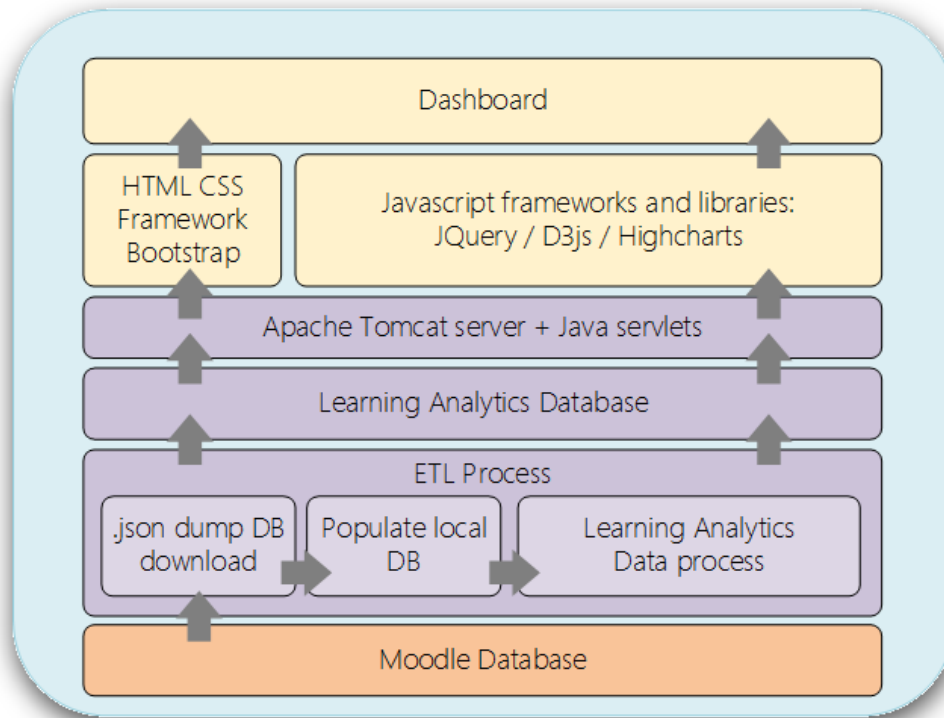 Dashboard
HTML CSS
Framework
Bootstrap
Javascript frameworks and libraries:
JQuery / D3js / Highcharts
Apache Tomcat server + Java servlets
Learning Analytics Database
ETL Process
.json dump DB
download
Populate local
DB
Learning Analytics
Data process
Moodle Database